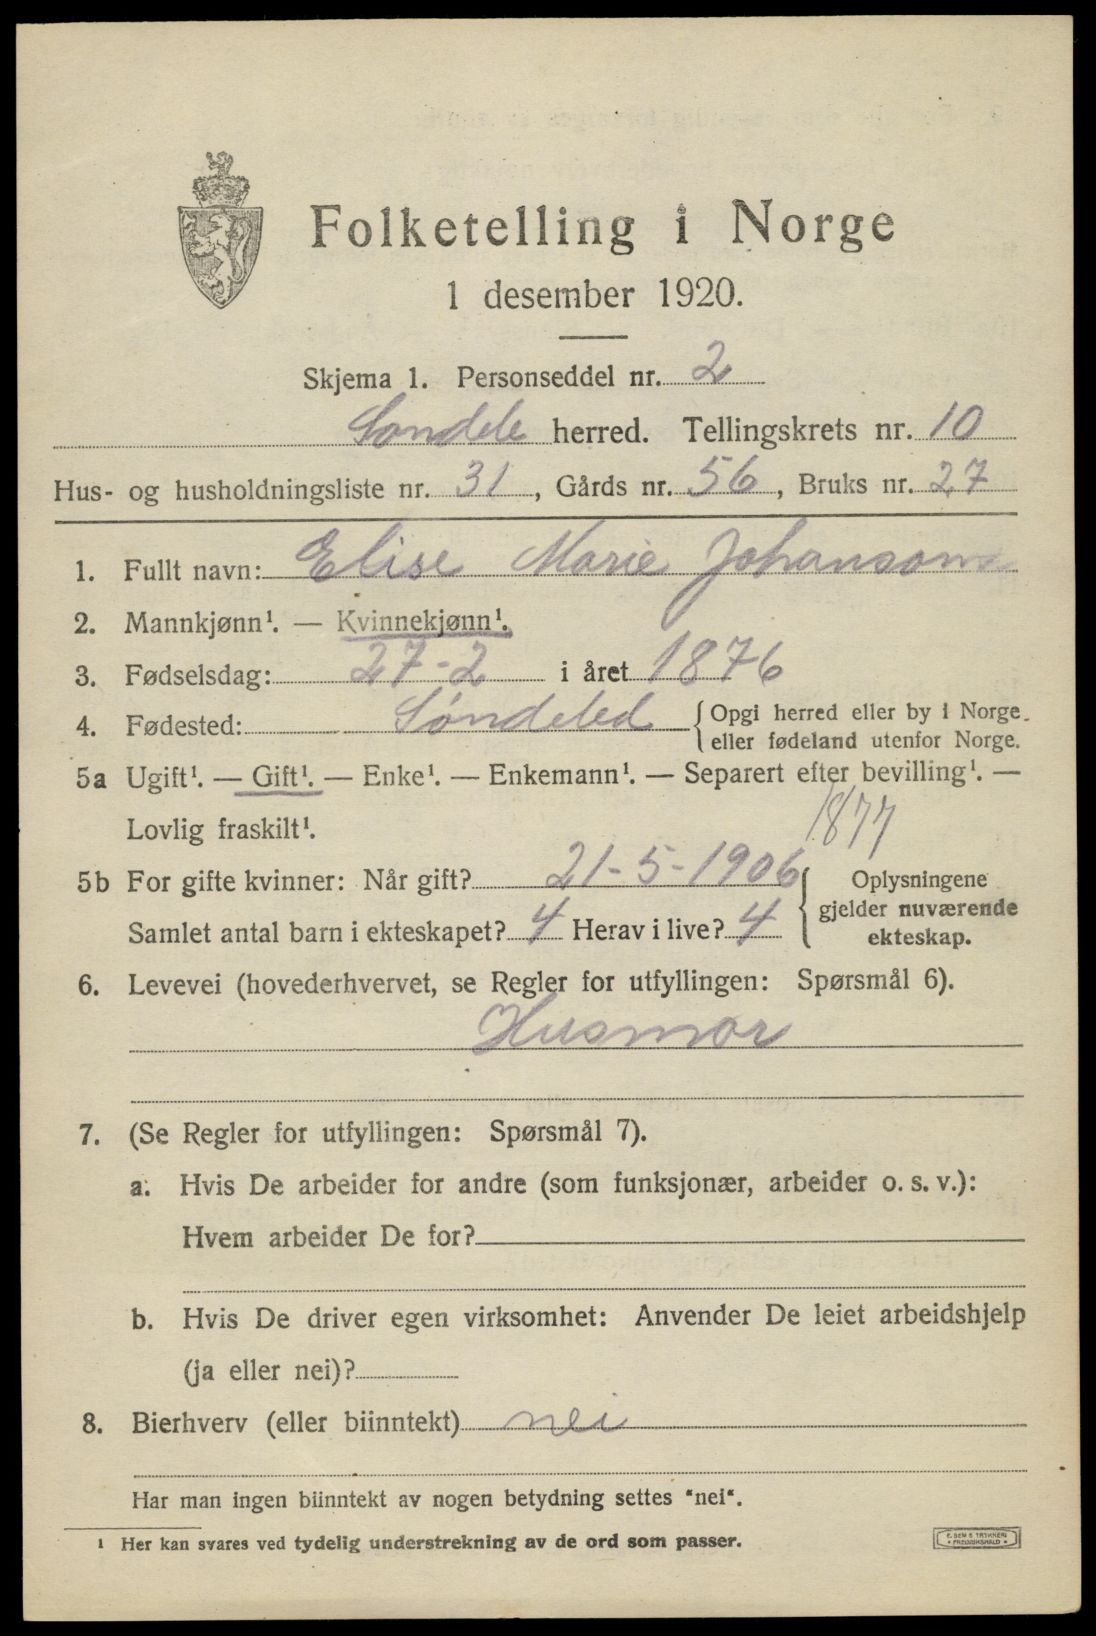 Folketelling i Norge
1 desember 1920.
Skjema 1. Personseddel nr. 2
Søndele herred. Tellingskrets nr. 10
Hus- og husholdningsliste nr. 31, Gårds nr. 56, Bruks nr. 27
1. Fullt navn: Elise Marie Johansons
2. Mannkjønn¹. — Kvinnekjønn¹.
3. Fødselsdag: 27-2 i året 1876
4. Fødested: Søndeled {Opgi herred eller by i Norge
eller fødeland utenfor Norge.
5a Ugift¹. — Gift¹. — Enke¹. — Enkemann¹. — Separert efter bevilling¹. —
Lovlig fraskilt¹.
1877
5b For gifte kvinner: Når gift? 21-5-1906 { Oplysningene
gjelder nuværende
Samlet antal barn i ekteskapet? 4 Herav i live? 4
ekteskap.
6. Levevei (hovederhvervet, se Regler for utfyllingen: Spørsmål 6).
Husmor
7. (Se Regler for utfyllingen: Spørsmål 7).
a. Hvis De arbeider for andre (som funksjonær, arbeider o. s. v.):
Hvem arbeider De for?
b. Hvis De driver egen virksomhet: Anvender De leiet arbeidshjelp
(ja eller nei)?
8. Bierhverv (eller biinntekt) nei
Har man ingen biinntekt av nogen betydning settes "nei".
¹ Her kan svares ved tydelig understrekning av de ord som passer.
E. SEM S TRYKKERI
• FREDRIKSHALD •